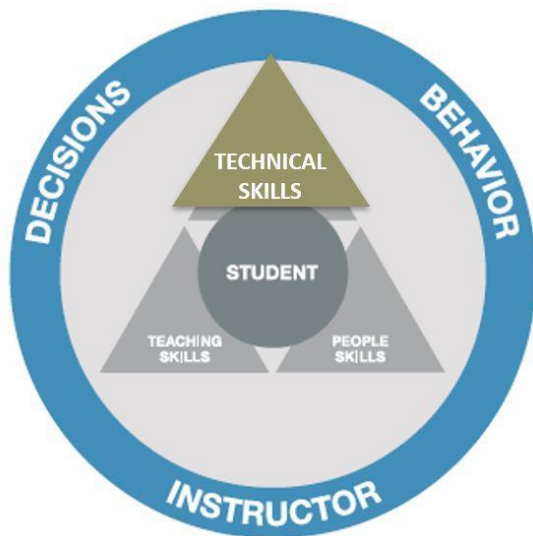 DECISIONS
BEHAVIOR
TECHNICAL
SKILLS
STUDENT
TEACHING
SKILLS
PEOPLE
SKILLS
INSTRUCTOR